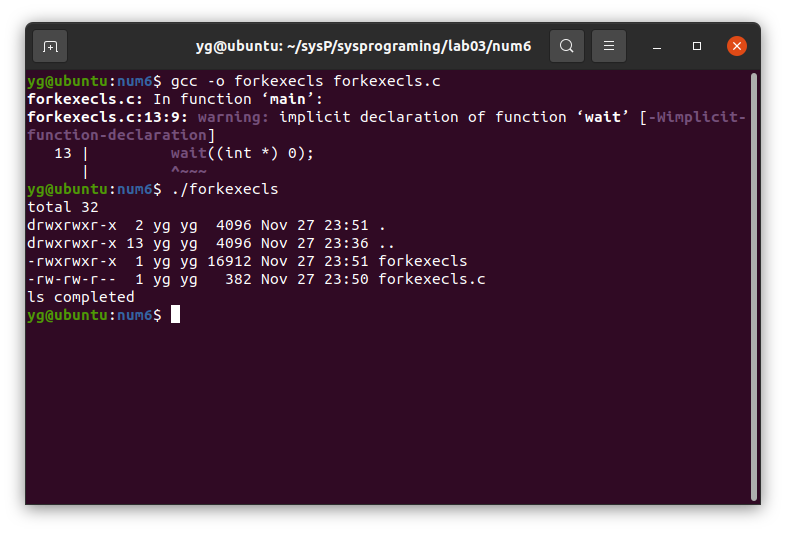 yg@ubuntu: ~/sysP/sysprograming/lab03/num6
yg@ubuntu:num6$ gcc -o forkexecls forkexecls.c
forkexecls.c: In function ‘main’:
forkexecls.c:13:9: warning: implicit declaration of function ‘wait’ [-Wimplicit-
function-declaration]
   13 |         wait((int *) 0);
      |         ^~~~
yg@ubuntu:num6$ ./forkexecls
total 32
drwxrwxr-x  2 yg yg  4096 Nov 27 23:51 .
drwxrwxr-x 13 yg yg  4096 Nov 27 23:36 ..
-rwxrwxr-x  1 yg yg 16912 Nov 27 23:51 forkexecls
-rw-rw-r--  1 yg yg   382 Nov 27 23:50 forkexecls.c
ls completed
yg@ubuntu:num6$